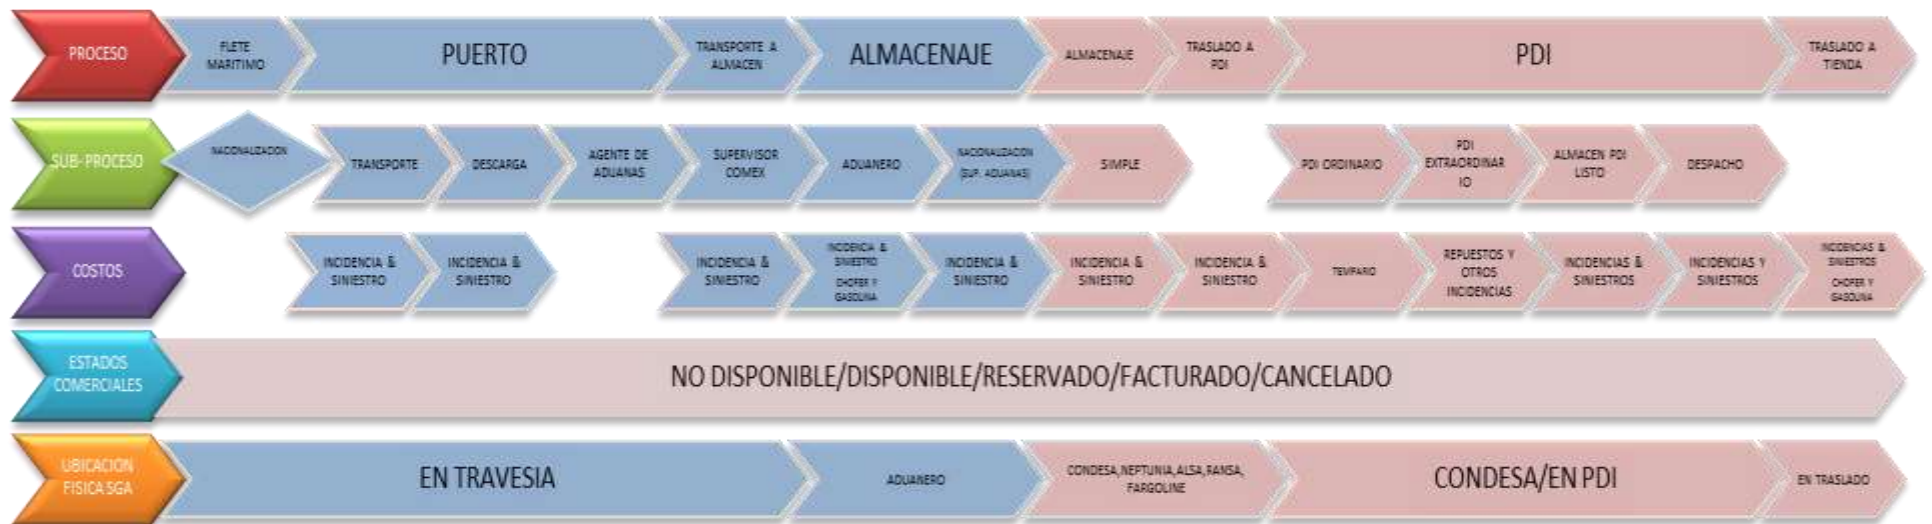 PROCESO
FLETE
MARITIMO
PUERTO
TRANSPORTE A
ALMACEN
ALMACENAJE
ALMACENAJE
TRASLADO A
PDI
PDI
TRASLADO A
TIENDA
SUB- PROCESO
NACIONALIZACION
TRANSPORTE
DESCARGA
AGENTE DE
ADUANAS
SUPERVISOR
COMEX
ADUANERO
NACIONALIZACION
(SUP. ADUANAS)
SIMPLE
PDI ORDINARIO
PDI
EXTRAORDINAR
IO
ALMACEN PDI
LISTO
DESPACHO
COSTOS
INCIDENCIA &
SINIESTRO
INCIDENCIA &
SINIESTRO
INCIDENCIA &
SINIESTRO
INCIDENCIA &
SINIESTRO
CHOFER Y
GASOLINA
INCIDENCIA &
SINIESTRO
INCIDENCIA &
SINIESTRO
INCIDENCIA &
SINIESTRO
TEMPARIO
REPUESTOS Y
OTROS
INCIDENCIAS
INCIDENCIAS &
SINIESTROS
INCIDENCIAS Y
SINIESTROS
INCIDENCIAS &
SINIESTROS
CHOFER Y
GASOLINA
ESTADOS
COMERCIALES
NO DISPONIBLE/DISPONIBLE/RESERVADO/FACTURADO/CANCELADO
UBICACION
FISICA SGA
EN TRAVESIA
ADUANERO
CONDESA,NEPTUNIA,ALSA,RANSA,
FARGOLINE
CONDESA/EN PDI
EN TRASLADO